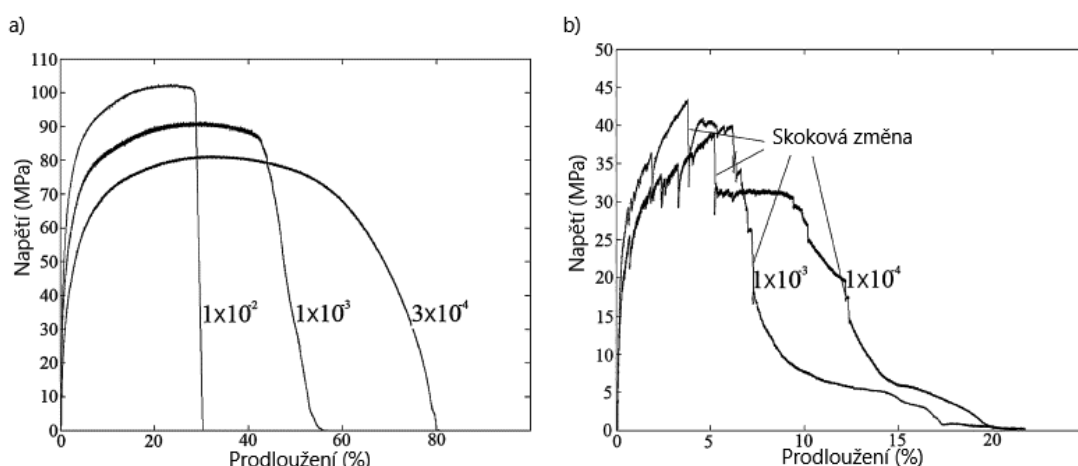 a)
Napětí (MPa)
110
100
90
80
70
60
50
40
30
20
10
0
1x10⁻²
1x10⁻³
3x10⁻⁴
0
20
40
60
80
Prodloužení (%)
b)
Napětí (MPa)
50
45
40
35
30
25
20
15
10
5
0
Skoková změna
1x10⁻³
1x10⁻⁴
0
5
10
15
20
Prodloužení (%)